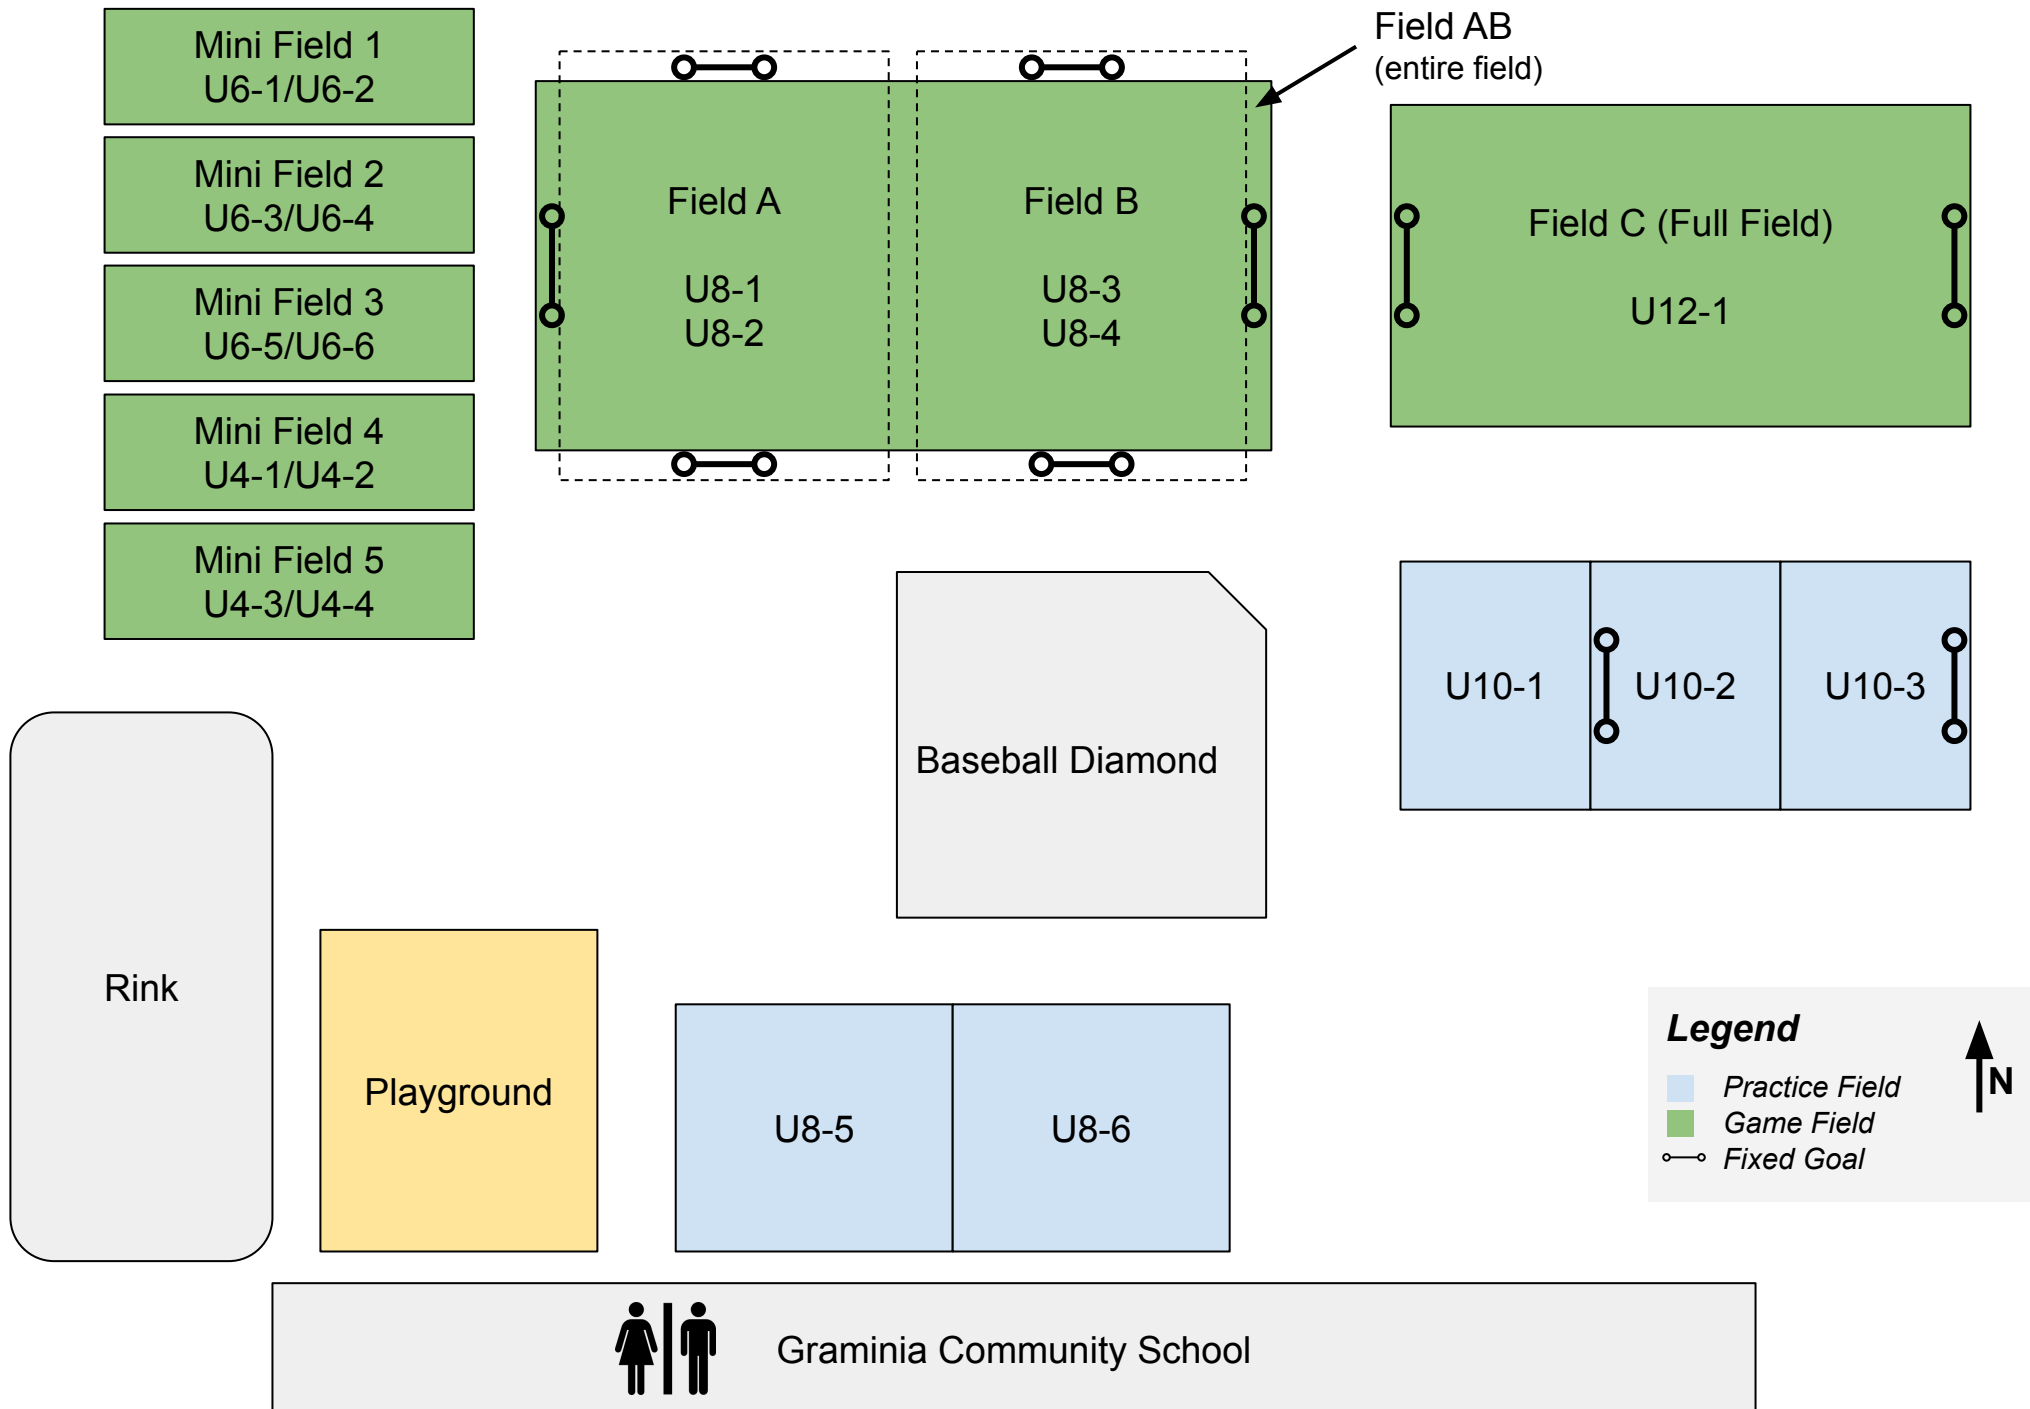 Mini Field 1
U6-1/U6-2
Mini Field 2
U6-3/U6-4
Mini Field 3
U6-5/U6-6
Mini Field 4
U4-1/U4-2
Mini Field 5
U4-3/U4-4
Field A
U8-1
U8-2
Field B
U8-3
U8-4
Field AB
(entire field)
Field C (Full Field)
U12-1
Baseball Diamond
U10-1
U10-2
U10-3
Rink
Playground
U8-5
U8-6
Legend
Practice Field
Game Field
Fixed Goal
N
Graminia Community School